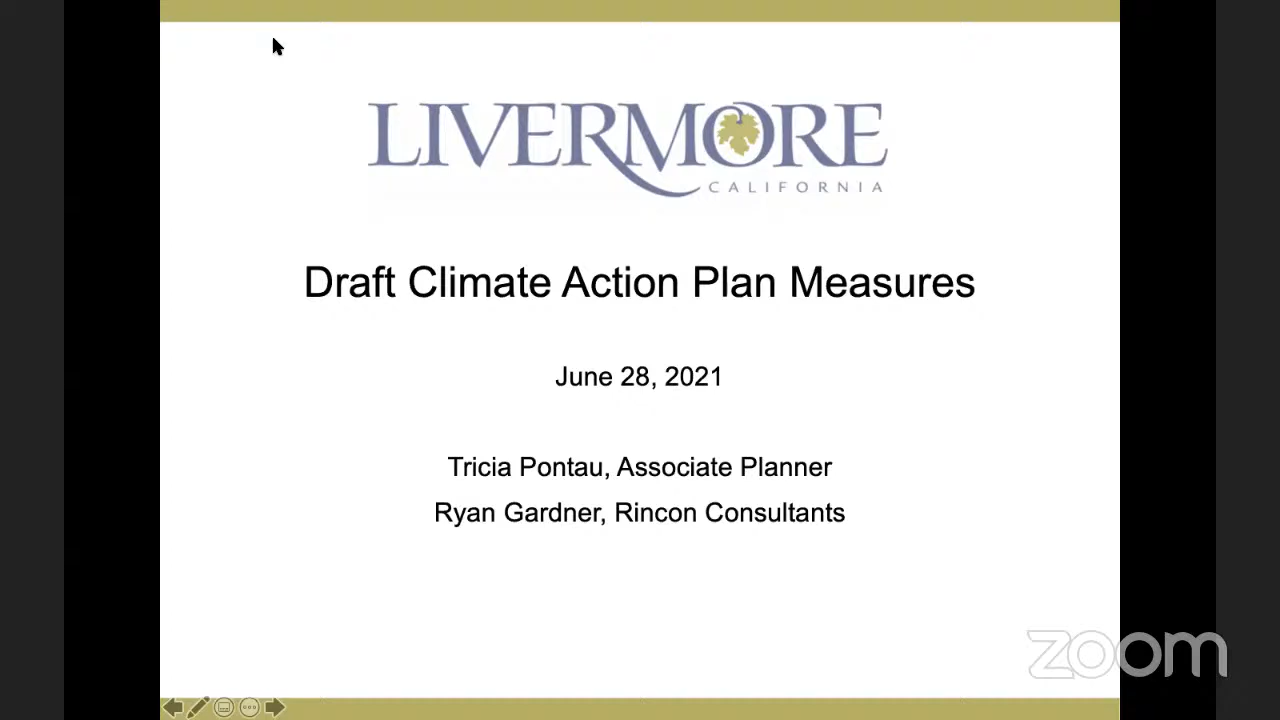 LIVERMORE
CALIFORNIA
Draft Climate Action Plan Measures
June 28, 2021
Tricia Pontau, Associate Planner
Ryan Gardner, Rincon Consultants
zoom